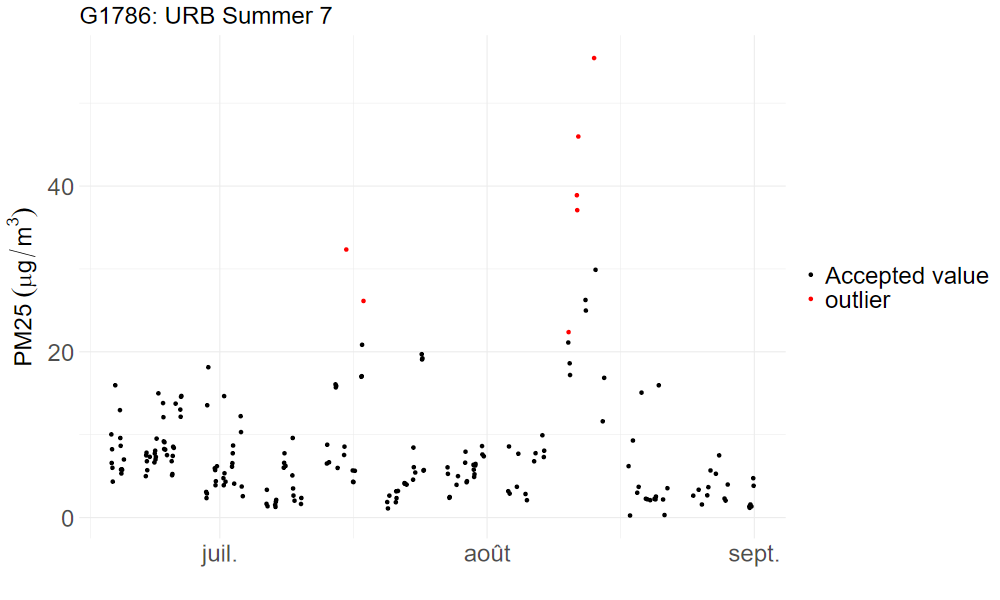 G1786: URB Summer 7
PM25 (μg/m³)
40
20
0
juil.
août
sept.
Accepted value
outlier